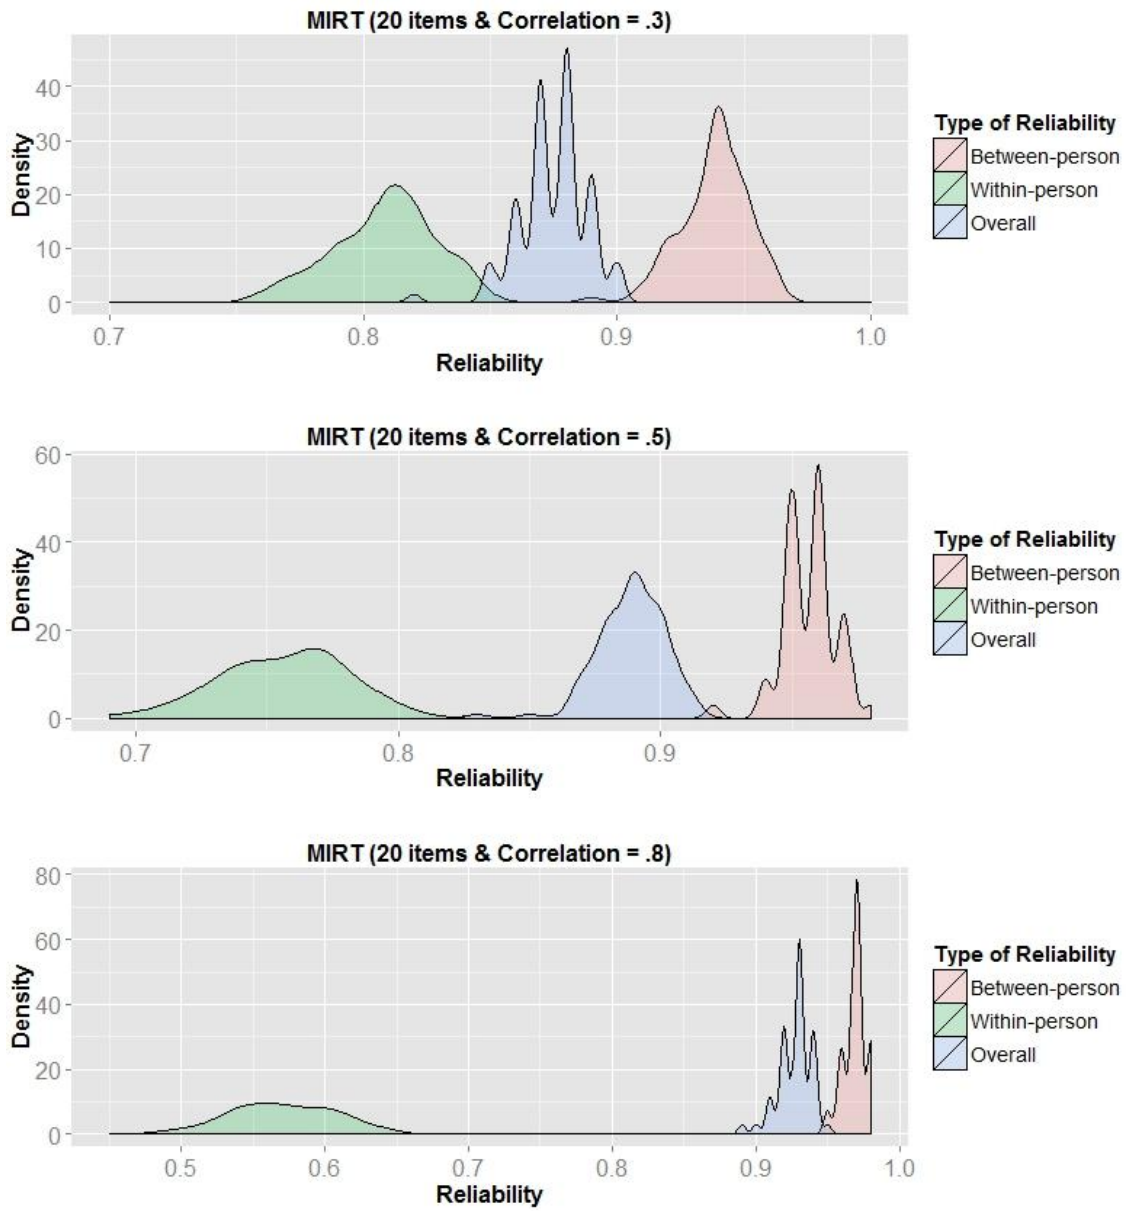 MIRT (20 items & Correlation = .3)
Density
40
30
20
10
0
0.7 0.8 0.9 1.0
Reliability
Type of Reliability
Between-person
Within-person
Overall
MIRT (20 items & Correlation = .5)
Density
60
40
20
0
0.7 0.8 0.9
Reliability
Type of Reliability
Between-person
Within-person
Overall
MIRT (20 items & Correlation = .8)
Density
80
60
40
20
0
0.5 0.6 0.7 0.8 0.9 1.0
Reliability
Type of Reliability
Between-person
Within-person
Overall